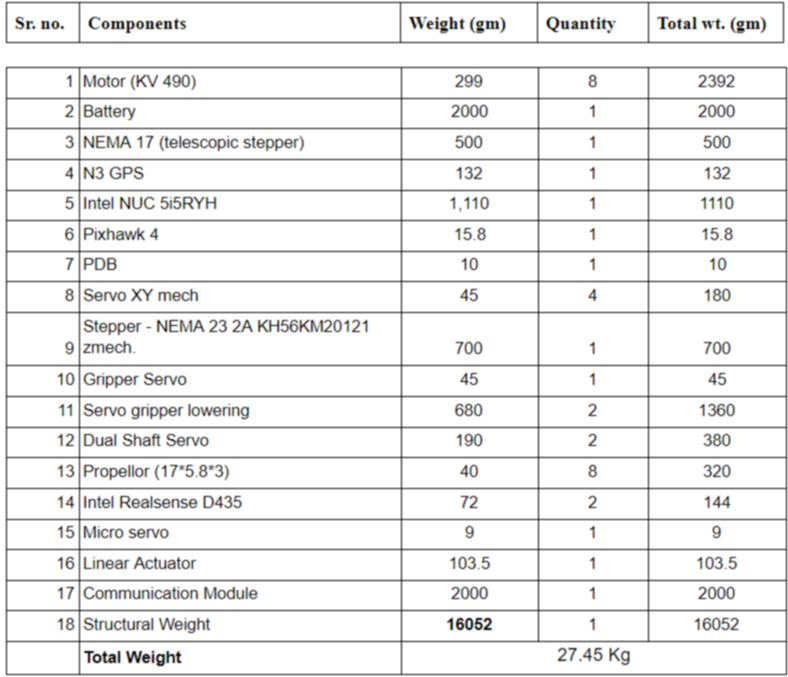 Sr. no. Components Weight (gm) Quantity Total wt. (gm)
1 Motor (KV 490) 299 8 2392
2 Battery 2000 1 2000
3 NEMA 17 (telescopic stepper) 500 1 500
4 N3 GPS 132 1 132
5 Intel NUC 5i5RYH 1,110 1 1110
6 Pixhawk 4 15.8 1 15.8
7 PDB 10 1 10
8 Servo XY mech 45 4 180
Stepper - NEMA 23 2A KH56KM20121
9 zmech. 700 1 700
10 Gripper Servo 45 1 45
11 Servo gripper lowering 680 2 1360
12 Dual Shaft Servo 190 2 380
13 Propellor (17*5.8*3) 40 8 320
14 Intel Realsense D435 72 2 144
15 Micro servo 9 1 9
16 Linear Actuator 103.5 1 103.5
17 Communication Module 2000 1 2000
18 Structural Weight 16052 1 16052
Total Weight 27.45 Kg